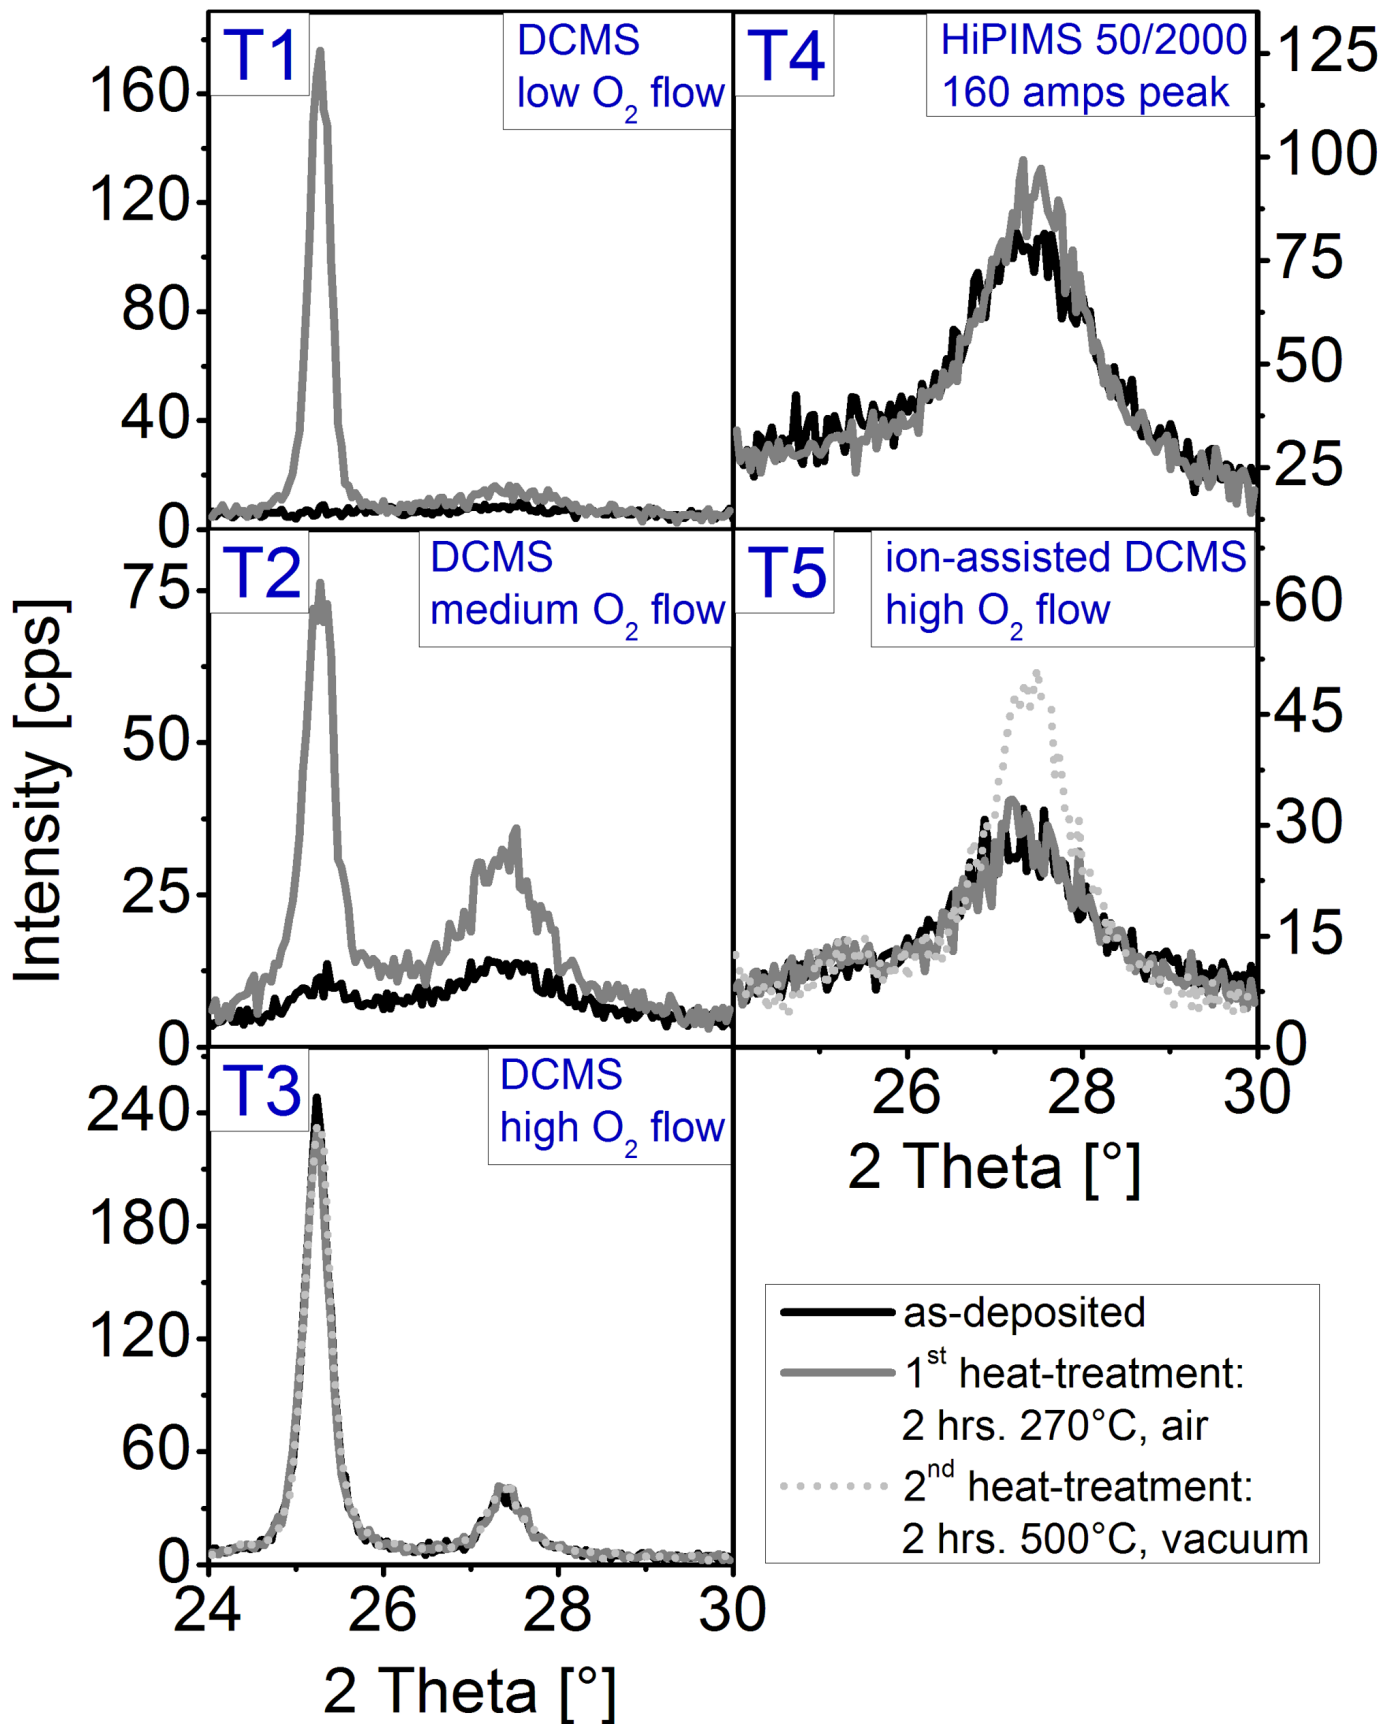 T1
DCMS
low O2 flow
160
120
80
40
0
T4
HiPIMS 50/2000
160 amps peak
125
100
75
50
25
0
T2
DCMS
medium O2 flow
75
50
25
0
T5
ion-assisted DCMS
high O2 flow
60
45
30
15
0
26 28 30
2 Theta [°]
Intensity [cps]
T3
DCMS
high O2 flow
240
180
120
60
0
24 26 28 30
2 Theta [°]
as-deposited
1st heat-treatment:
2 hrs. 270°C, air
2nd heat-treatment:
2 hrs. 500°C, vacuum